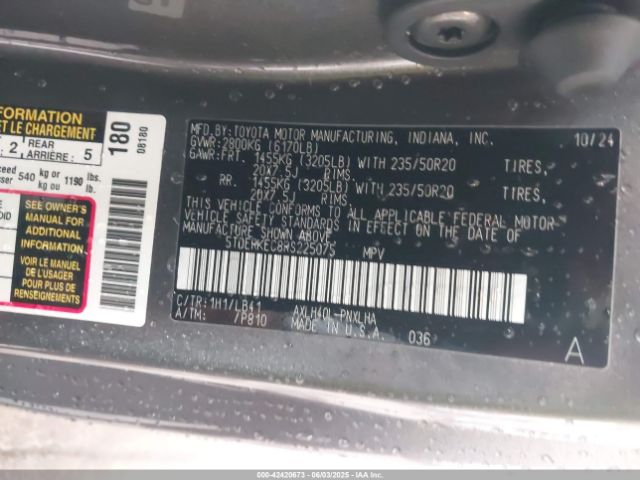 FORMATION
ET LE CHARGEMENT
2 REAR ARRIÈRE: 5
540 kg or 1190 lbs.
180
08180
SEE OWNER'S
MANUAL FOR
ADDITIONAL
INFORMATION
VOIR LE MANUEL
DE L'USAGER
POUR PLUS DE
RENSEIGNEMENTS
MFD. BY: TOYOTA MOTOR MANUFACTURING, INDIANA, INC. 10/24
GVWR: 2800KG (6170LB)
GAWR: FRT. 1455KG (3205LB) WITH 235/50R20 TIRES,
20X7.5J RIMS
RR. 1455KG (3205LB) WITH 235/50R20 TIRES,
20X7.5J RIMS
THIS VEHICLE CONFORMS TO ALL APPLICABLE FEDERAL MOTOR
VEHICLE SAFETY STANDARDS IN EFFECT ON THE DATE OF
MANUFACTURE SHOWN ABOVE.
MPV
C/TR: 1H1/LB41 AXLH40L-PNXLHA
A/TM: /P810 MADE IN U.S.A. 036
A
000-42420673 - 06/03/2025 - IAAI